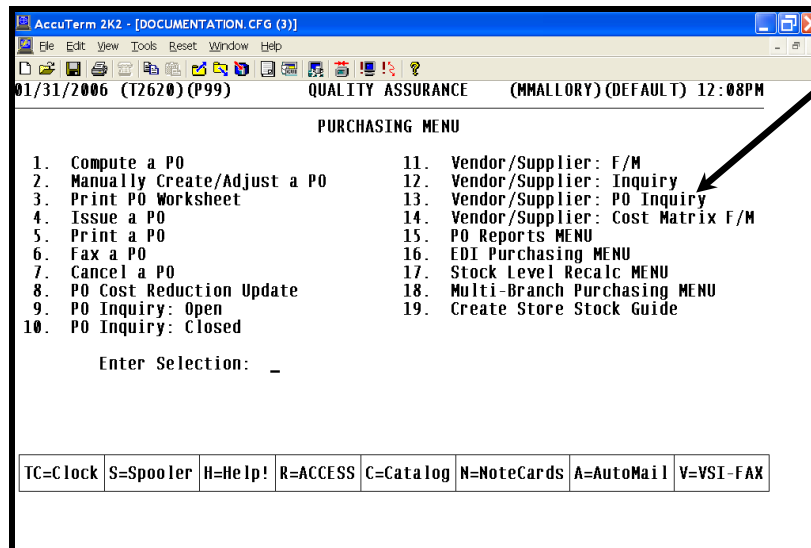 AccuTerm 2K2 - [DOCUMENTATION.CFG (3)]
File Edit View Tools Reset Window Help
01/31/2006 (T2620)(P99) QUALITY ASSURANCE (MMALLORY)(DEFAULT) 12:08PM
PURCHASING MENU
1. Compute a PO 11. Vendor/Supplier: F/M
2. Manually Create/Adjust a PO 12. Vendor/Supplier: Inquiry
3. Print PO Worksheet 13. Vendor/Supplier: PO Inquiry
4. Issue a PO 14. Vendor/Supplier: Cost Matrix F/M
5. Print a PO 15. PO Reports MENU
6. Fax a PO 16. EDI Purchasing MENU
7. Cancel a PO 17. Stock Level Recalc MENU
8. PO Cost Reduction Update 18. Multi-Branch Purchasing MENU
9. PO Inquiry: Open 19. Create Store Stock Guide
10. PO Inquiry: Closed
Enter Selection: _
TC=Clock S=Spooler H=Help! R=ACCESS C=Catalog N=NoteCards A=AutoMail V=VSI-FAX